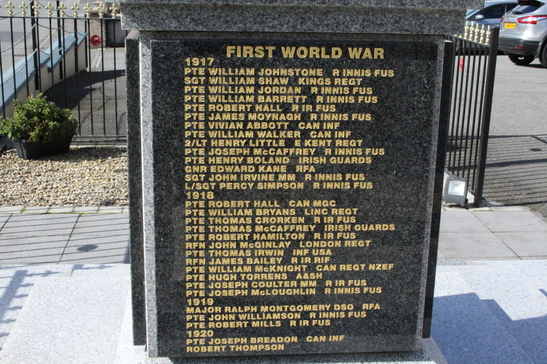 FIRST WORLD WAR
1917
PTE WILLIAM JOHNSTONE R INNIS FUS
SGT WILLIAM SHAW KINGS REGT
PTE WILLIAM JORDAN R INNIS FUS
PTE WILLIAM BARRETT R INNIS FUS
PTE ROBERT HALL R IR FUS
PTE JAMES MOYNAGH R INNIS FUS
PTE VIVIAN ABBOTT CAN INF
PTE WILLIAM WALKER CAN INF
2/LT HENRY LITTLE E KENT REGT
PTE JOSEPH McCAFFREY R INNIS FUS
PTE HENRY BOLAND IRISH GUARDS
GNR EDWARD KANE RFA
SGT JOHN IRVINE MM R INNIS FUS
L/SGT PERCY SIMPSON R INNIS FUS
1918
PTE ROBERT HALL CAN MGC
PTE WILLIAM BRYANS LINC REGT
PTE THOMAS CRORKEN R IR FUS
PTE THOMAS McCAFFREY IRISH GUARDS
PTE ROBERT HAMILTON R IR FUS
RFN JOHN McGINLAY LONDON REGT
PTE THOMAS IRWIN INF USA
RFN JAMES BAILEY R IR RIF
PTE WILLIAM McKNIGHT CAN REGT NZEF
PTE HUGH TORRENS A&SH
PTE JOSEPH COULTER MM R IR FUS
PTE JOSEPH McLOUGHLIN R INNIS FUS
1919
MAJOR RALPH MONTGOMERY DSO RFA
PTE JOHN WILLIAMSON R INNIS FUS
PTE ROBERT MILLS R IR FUS
1920
PTE JOSEPH BREADON CAN INF
ROBERT THOMPSON